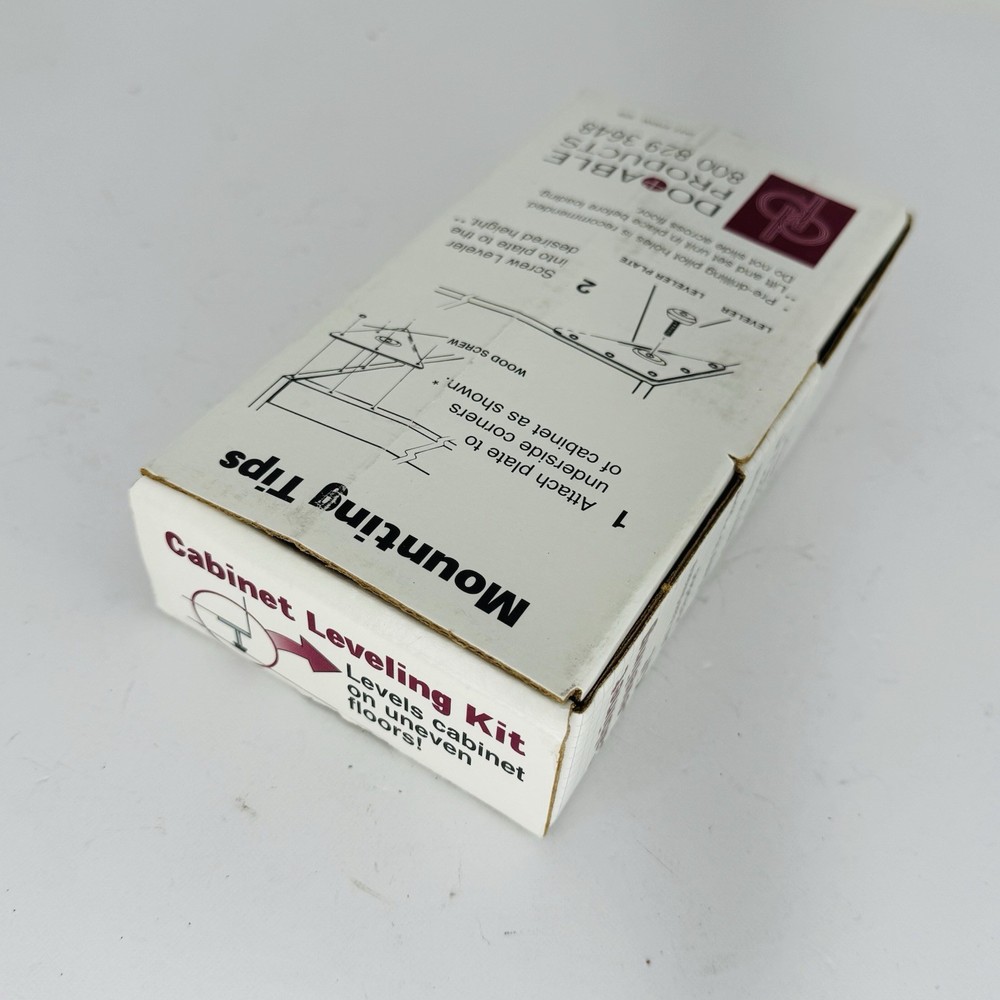 Mounting Tips
1 Attach plate to
underside corners
of cabinet as shown.*
WOOD SCREW
2 Screw Leveler
into plate to the
desired height.**
LEVELER
LEVELER PLATE
* Pre-drilling pilot holes is recommended.
** Lift and set unit in place before loading.
Do not slide across floor.
DO+ABLE
PRODUCTS
800 829 3648
Cabinet Leveling Kit
Levels cabinet
on uneven
floors!